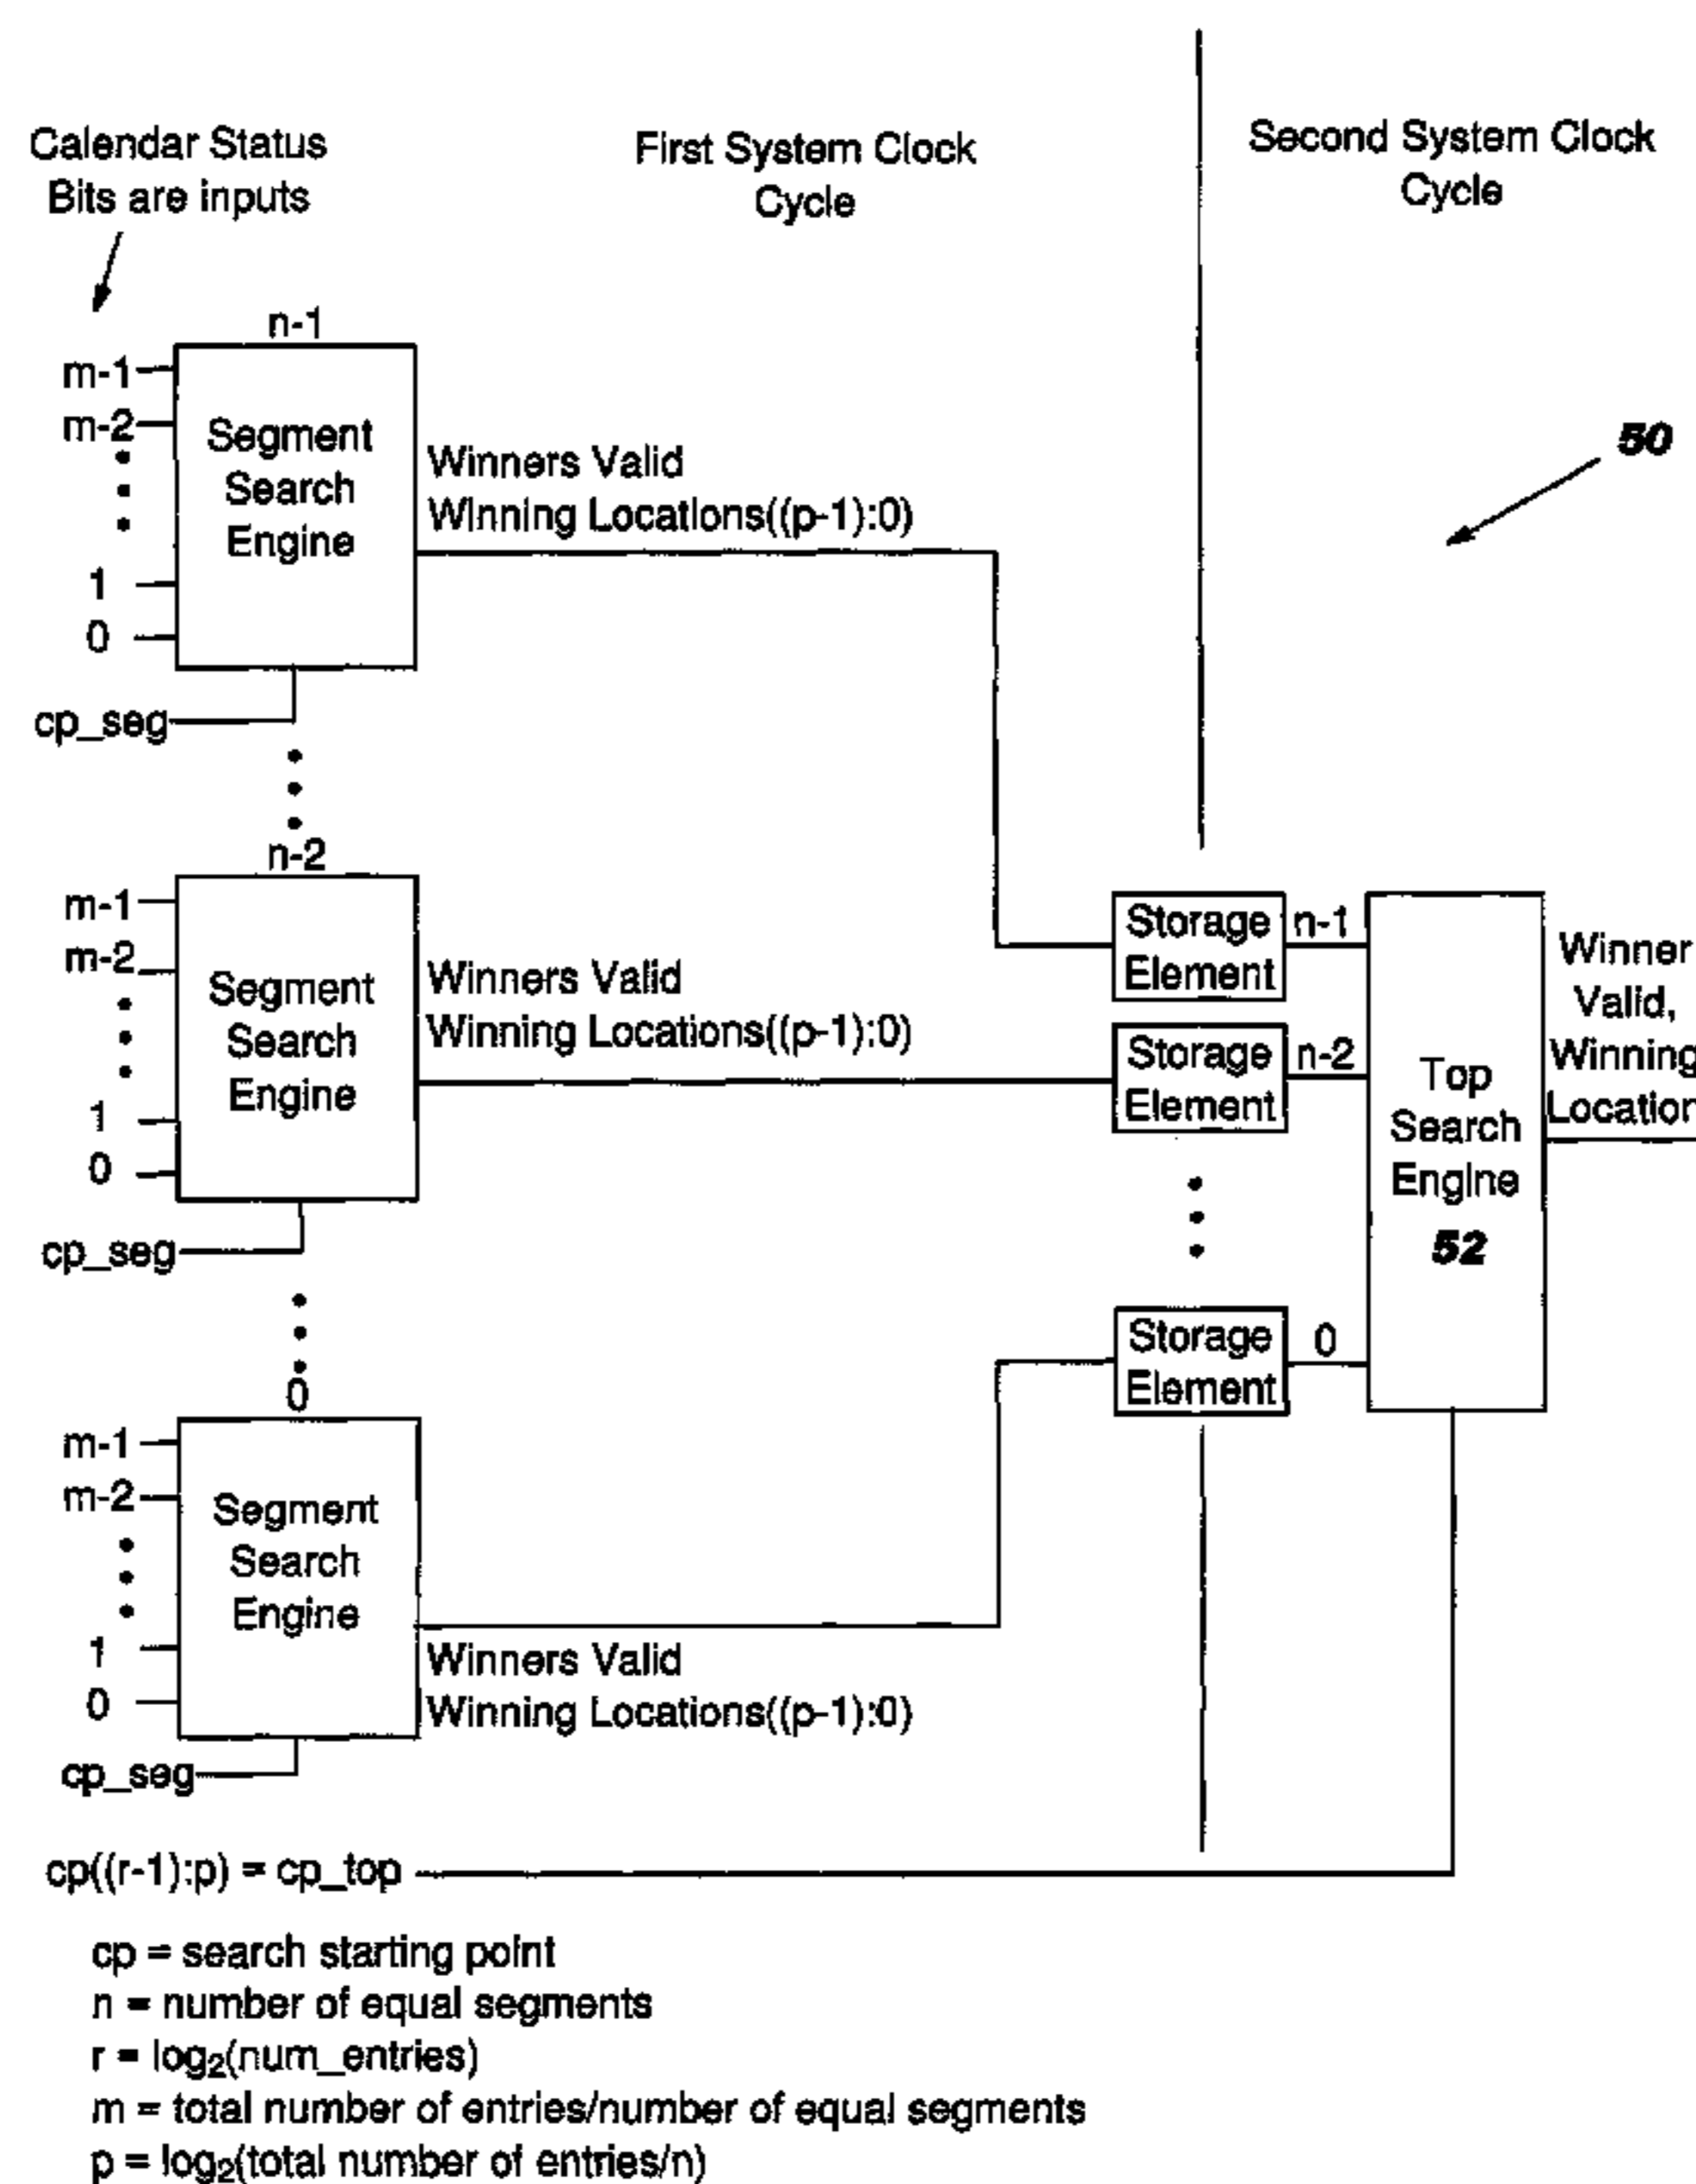 Calendar Status
Bits are inputs
First System Clock
Cycle
Second System Clock
Cycle
50
n-1
m-1
m-2
1
0
Segment
Search
Engine
Winners Valid
Winning Locations((p-1):0)
cp_seg
n-2
m-1
m-2
1
0
Segment
Search
Engine
Winners Valid
Winning Locations((p-1):0)
cp_seg
0
m-1
m-2
1
0
Segment
Search
Engine
Winners Valid
Winning Locations((p-1):0)
cp_seg
Storage
Element
n-1
Storage
Element
n-2
Storage
Element
0
Top
Search
Engine
52
Winner
Valid,
Winning
Location
cp((r-1):p) = cp_top
cp = search starting point
n = number of equal segments
r = log₂(num_entries)
m = total number of entries/number of equal segments
p = log₂(total number of entries/n)